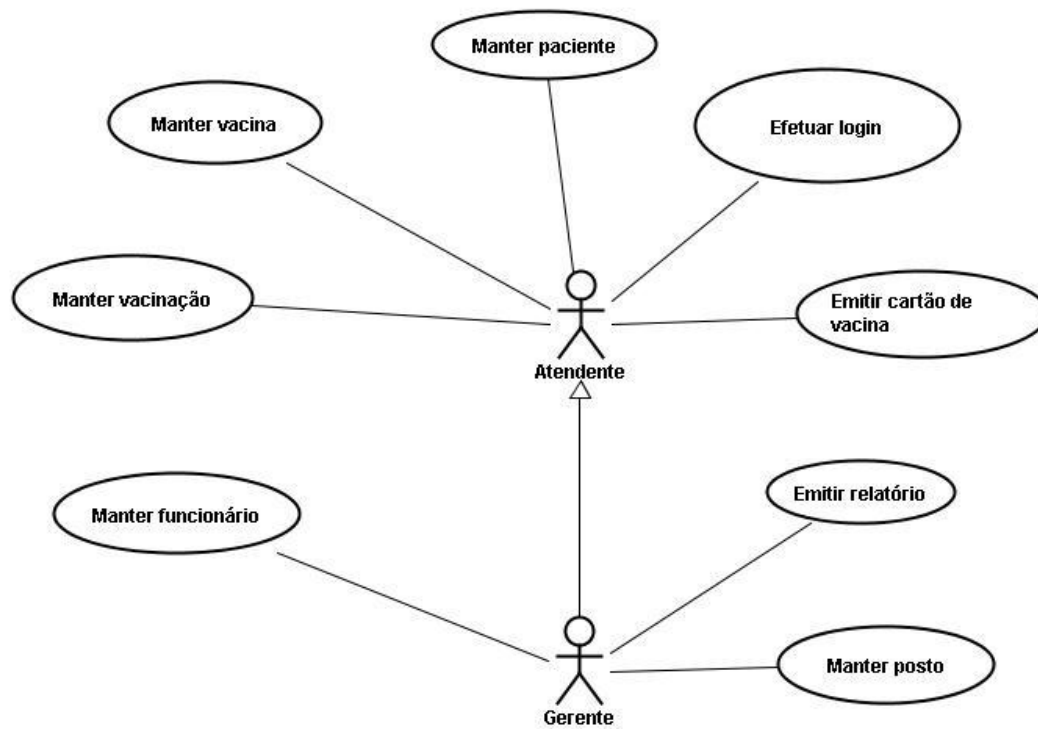 Manter paciente
Manter vacina
Efetuar login
Manter vacinação
Emitir cartão de
vacina
Atendente
Emitir relatório
Manter funcionário
Manter posto
Gerente